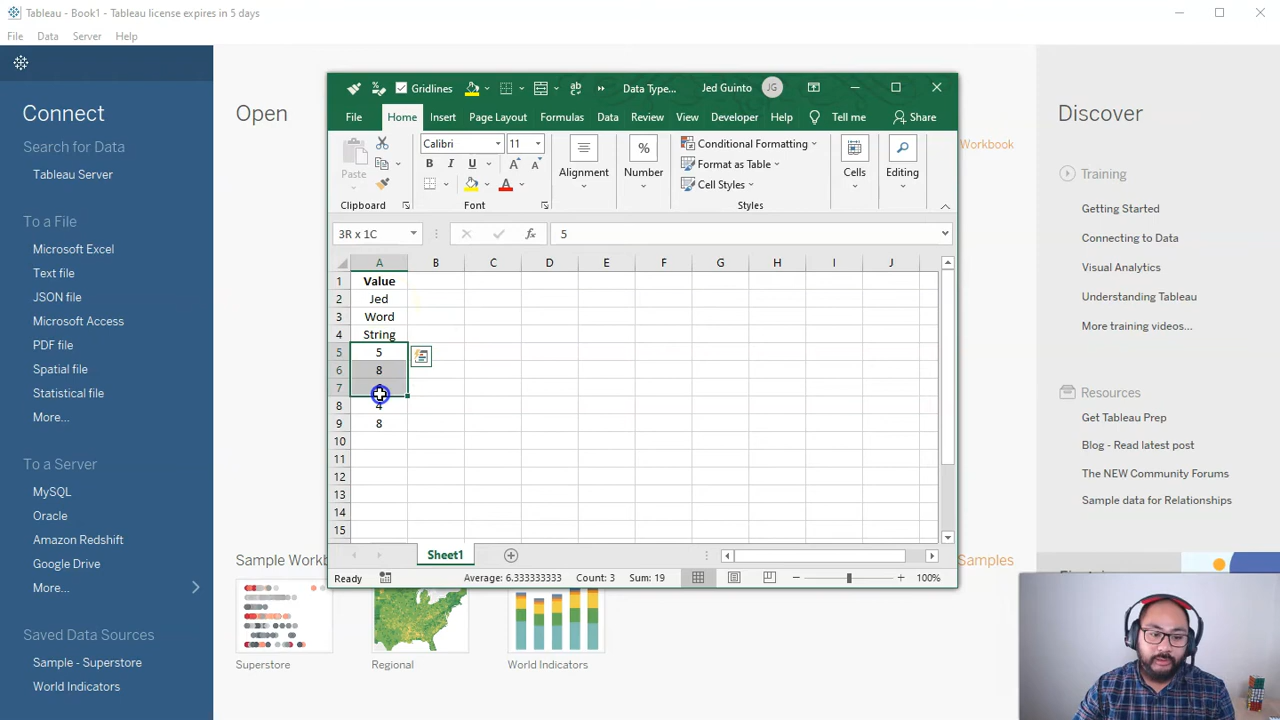 Tableau - Book1 - Tableau license expires in 5 days
File Data Server Help
Connect
Search for Data
Tableau Server
To a File
Microsoft Excel
Text file
JSON file
Microsoft Access
PDF file
Spatial file
Statistical file
More...
To a Server
MySQL
Oracle
Amazon Redshift
Google Drive
More...
Saved Data Sources
Sample - Superstore
World Indicators
Open
Workbook
Gridlines Data Type... Jed Guinto JG
File Home Insert Page Layout Formulas Data Review View Developer Help Tell me Share
Paste
Clipboard
Calibri 11
B I U
Font
Alignment
%
Number
Conditional Formatting
Format as Table
Cell Styles
Styles
Cells
Editing
3R x 1C fx 5
A B C D E F G H I J
1 Value
2 Jed
3 Word
4 String
5 5
6 8
7
8 4
9 8
10
11
12
13
14
15
Sheet1
Ready Average: 6.333333333 Count: 3 Sum: 19 100%
Samples
Superstore
Regional
World Indicators
Discover
Training
Getting Started
Connecting to Data
Visual Analytics
Understanding Tableau
More training videos...
Resources
Get Tableau Prep
Blog - Read latest post
The NEW Community Forums
Sample data for Relationships